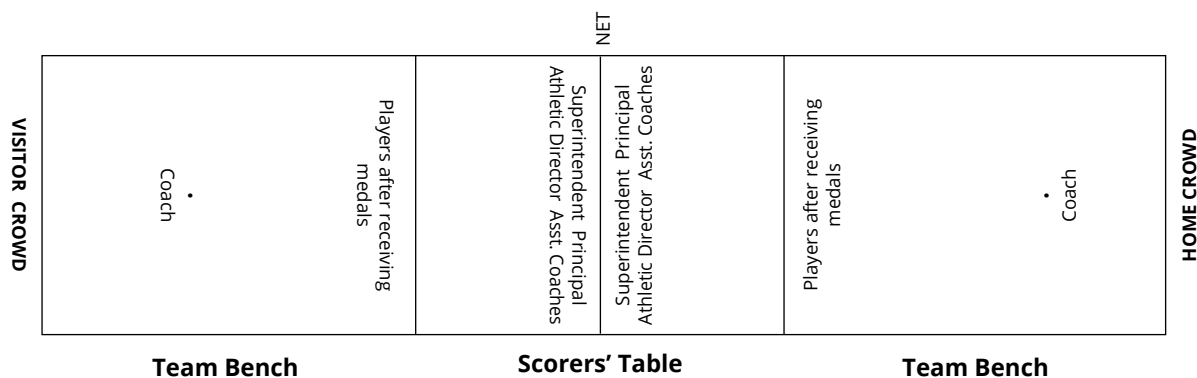 NET
VISITOR CROWD
Coach
Players after receiving
medals
Superintendent Principal
Athletic Director Asst. Coaches
Superintendent Principal
Athletic Director Asst. Coaches
Players after receiving
medals
Coach
HOME CROWD
Team Bench
Scorers’ Table
Team Bench